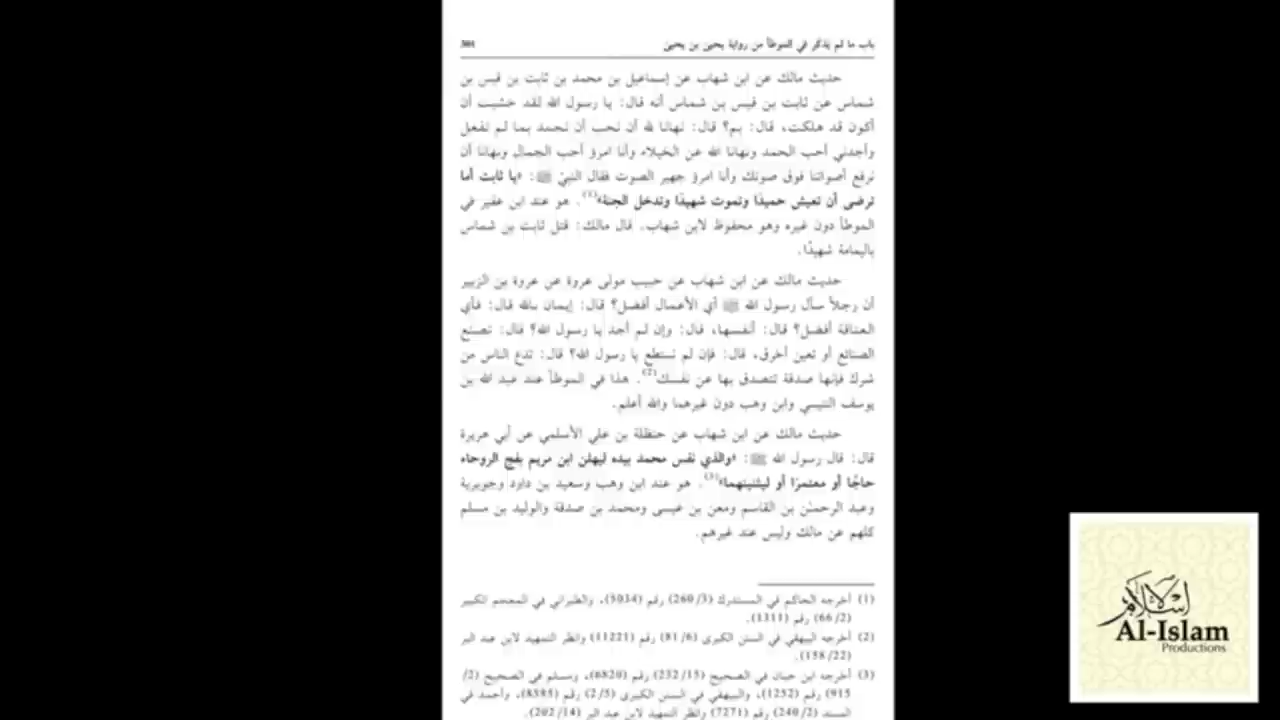 باب ما لم يذكر في الموطأ من رواية يحيى بن يحيى
حديث مالك عن ابن شهاب عن إسماعيل بن محمد بن ثابت بن قيس بن
شماس عن ثابت بن قيس بن شماس أنه قال: يا رسول الله لقد خشيت أن
أكون قد هلكت، قال: بم؟ قال: نهانا لله أن نحب أن نحمد بما لم نفعل
وأجدني أحب الحمد ونهانا الله عن الخيلاء وأنا امرؤ أحب الجمال ونهانا أن
نرفع أصواتنا فوق صوتك وأنا امرؤ جهير الصوت فقال النبيّ ﷺ: «يا ثابت أما
ترضى أن تعيش حميدًا وتموت شهيدًا وتدخل الجنة»(1). هو عند ابن عفير في
الموطأ دون غيره وهو محفوظ لابن شهاب. قال مالك: قتل ثابت بن شماس
باليمامة شهيدًا.
حديث مالك عن ابن شهاب عن حبيب مولى عروة عن عروة بن الزبير
أن رجلاً سأل رسول الله ﷺ أي الأعمال أفضل؟ قال: إيمان بالله قال: فأي
العتاقة أفضل؟ قال: أنفسها، قال: وإن لم أجد يا رسول الله؟ قال: تصنع
الصانع أو تعين أخرق، قال: فإن لم تستطع يا رسول الله؟ قال: تدع الناس من
شرك فإنها صدقة تتصدق بها عن نفسك(2). هذا في الموطأ عند عبد الله بن
يوسف التنيسي وابن وهب دون غيرهما والله أعلم.
حديث مالك عن ابن شهاب عن حنظلة بن علي الأسلمي عن أبي هريرة
قال: قال رسول الله ﷺ: «والذي نفس محمد بيده ليهلن ابن مريم بفج الروحاء
حاجًا أو معتمرًا أو ليثنينهما»(3). هو عند ابن وهب وسعيد بن داود وجويرية
وعبد الرحمٰن بن القاسم ومعن بن عيسى ومحمد بن صدقة والوليد بن مسلم
كلهم عن مالك وليس عند غيرهم.
(1) أخرجه الحاكم في المستدرك (260/3) رقم (5034)، والطبراني في المعجم الكبير
(66/2) رقم (1311).
(2) أخرجه البيهقي في السنن الكبرى (81/6) رقم (11221) وانظر التمهيد لابن عبد البر
(158/22).
(3) أخرجه ابن حبان في الصحيح (232/15) رقم (6820)، ومسلم في الصحيح (2/
915) رقم (1252)، والبيهقي في السنن الكبرى (2/5) رقم (8585)، وأحمد في
المسند (240/2) رقم (7271) وانظر التمهيد لابن عبد البر (202/14).
الإسلام
Al-Islam
Productions